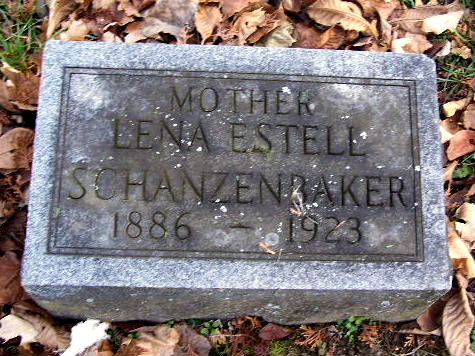 MOTHER
LENA ESTELL
SCHANZENBAKER
1886 – 1923